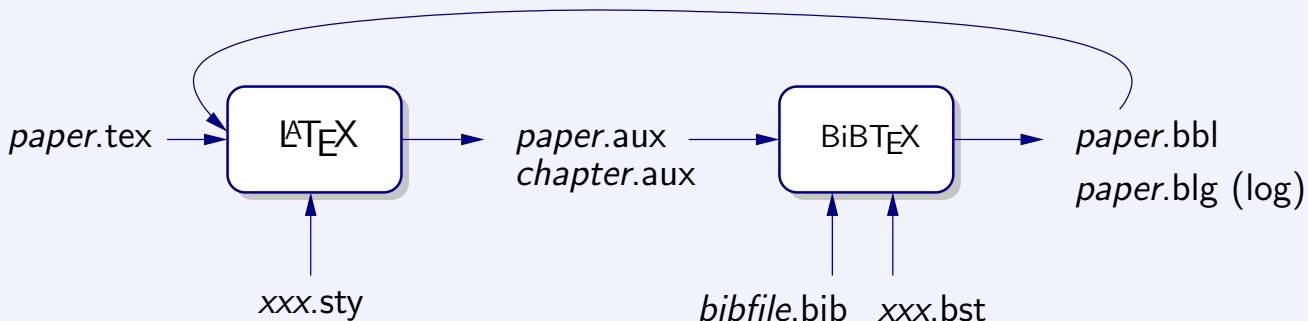 paper.tex
LATEX
paper.aux
chapter.aux
BiBTEX
paper.bbl
paper.blg (log)
xxx.sty
bibfile.bib
xxx.bst